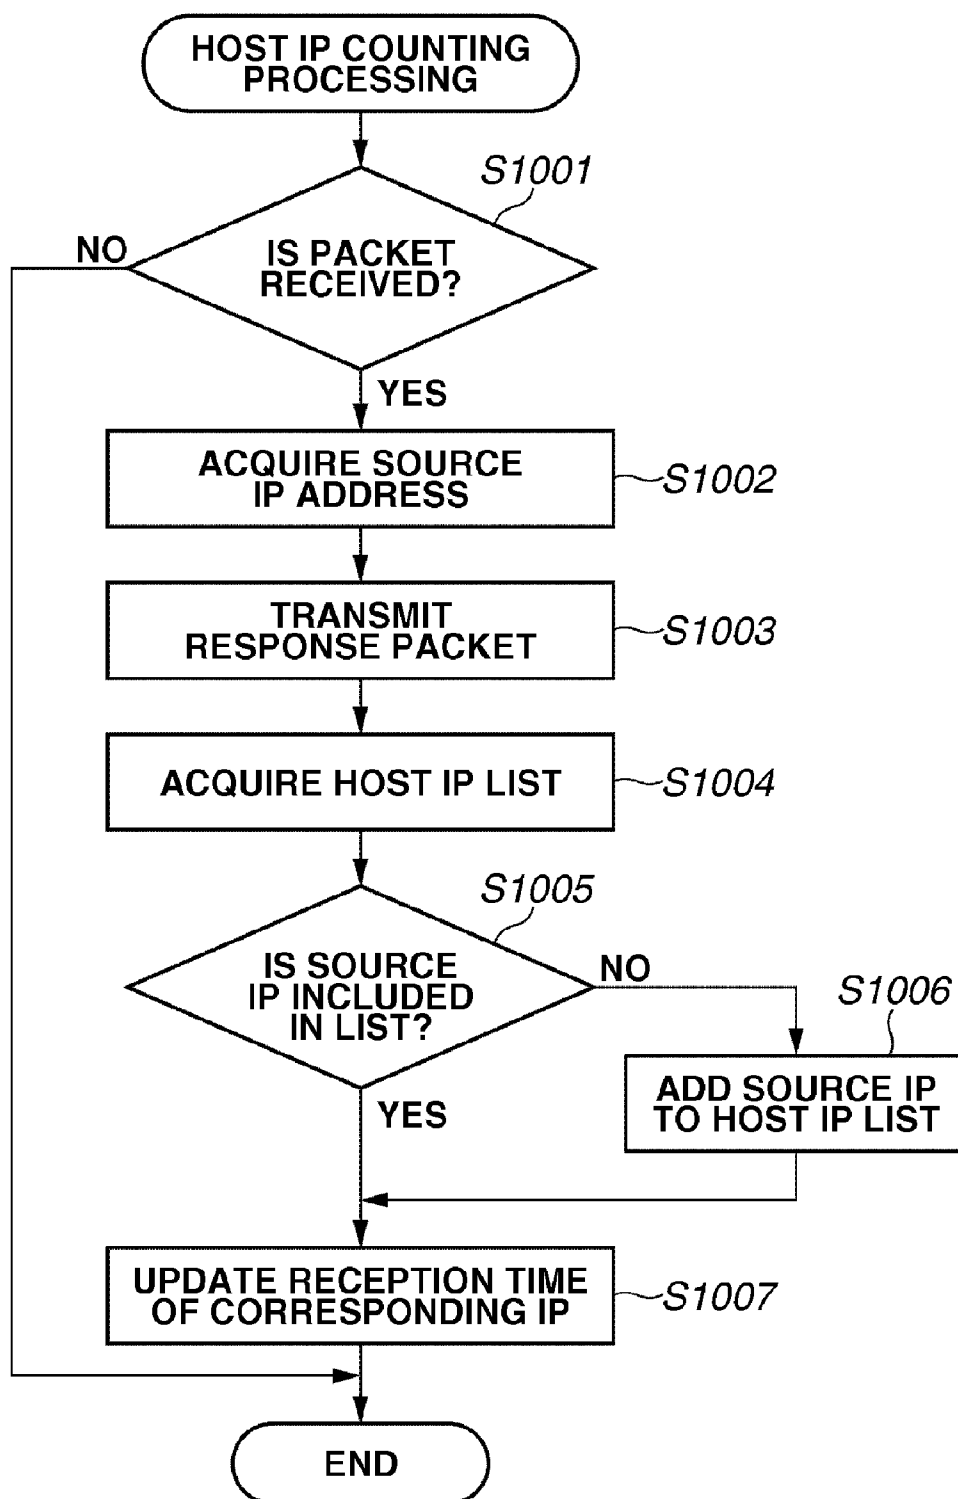 HOST IP COUNTING
PROCESSING
S1001
NO
IS PACKET
RECEIVED?
YES
ACQUIRE SOURCE
IP ADDRESS
S1002
TRANSMIT
RESPONSE PACKET
S1003
ACQUIRE HOST IP LIST
S1004
S1005
IS SOURCE
IP INCLUDED
IN LIST?
NO
S1006
ADD SOURCE IP
TO HOST IP LIST
YES
UPDATE RECEPTION TIME
OF CORRESPONDING IP
S1007
END